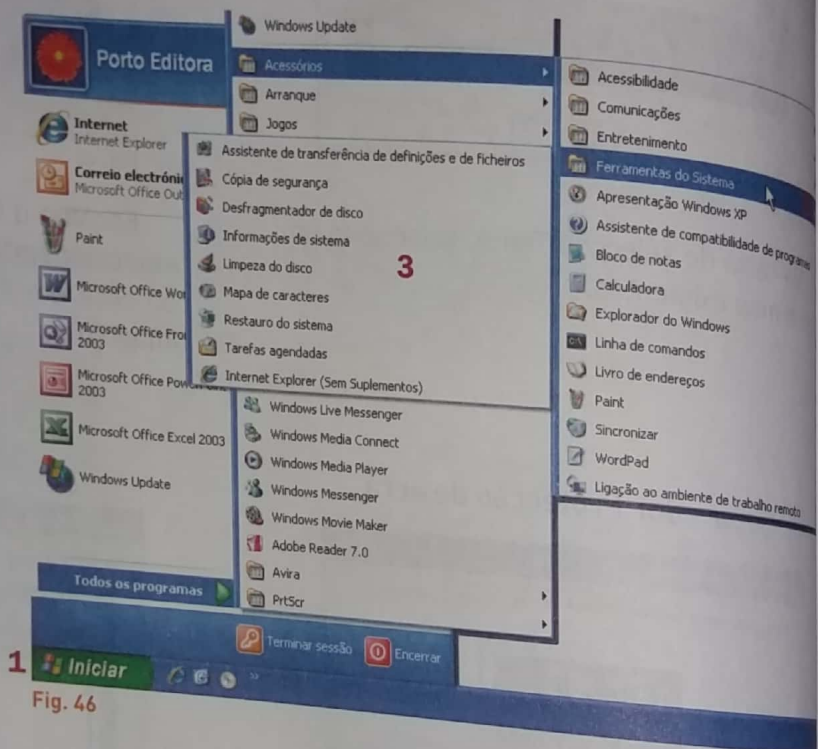 Porto Editora
Internet
Internet Explorer
Correio electróni
Microsoft Office Out
Paint
Microsoft Office Wor
Microsoft Office Fro
2003
Microsoft Office Power
2003
Microsoft Office Excel 2003
Windows Update
Todos os programas
Windows Update
Acessórios
Arranque
Jogos
Assistente de transferência de definições e de ficheiros
Cópia de segurança
Desfragmentador de disco
Informações de sistema
Limpeza do disco
Mapa de caracteres
Restauro do sistema
Tarefas agendadas
Internet Explorer (Sem Suplementos)
3
Windows Live Messenger
Windows Media Connect
Windows Media Player
Windows Messenger
Windows Movie Maker
Adobe Reader 7.0
Avira
PrtScr
Acessibilidade
Comunicações
Entretenimento
Ferramentas do Sistema
Apresentação Windows XP
Assistente de compatibilidade de programas
Bloco de notas
Calculadora
Explorador do Windows
Linha de comandos
Livro de endereços
Paint
Sincronizar
WordPad
Ligação ao ambiente de trabalho remoto
Terminar sessão
Encerrar
1
Iniciar
Fig. 46